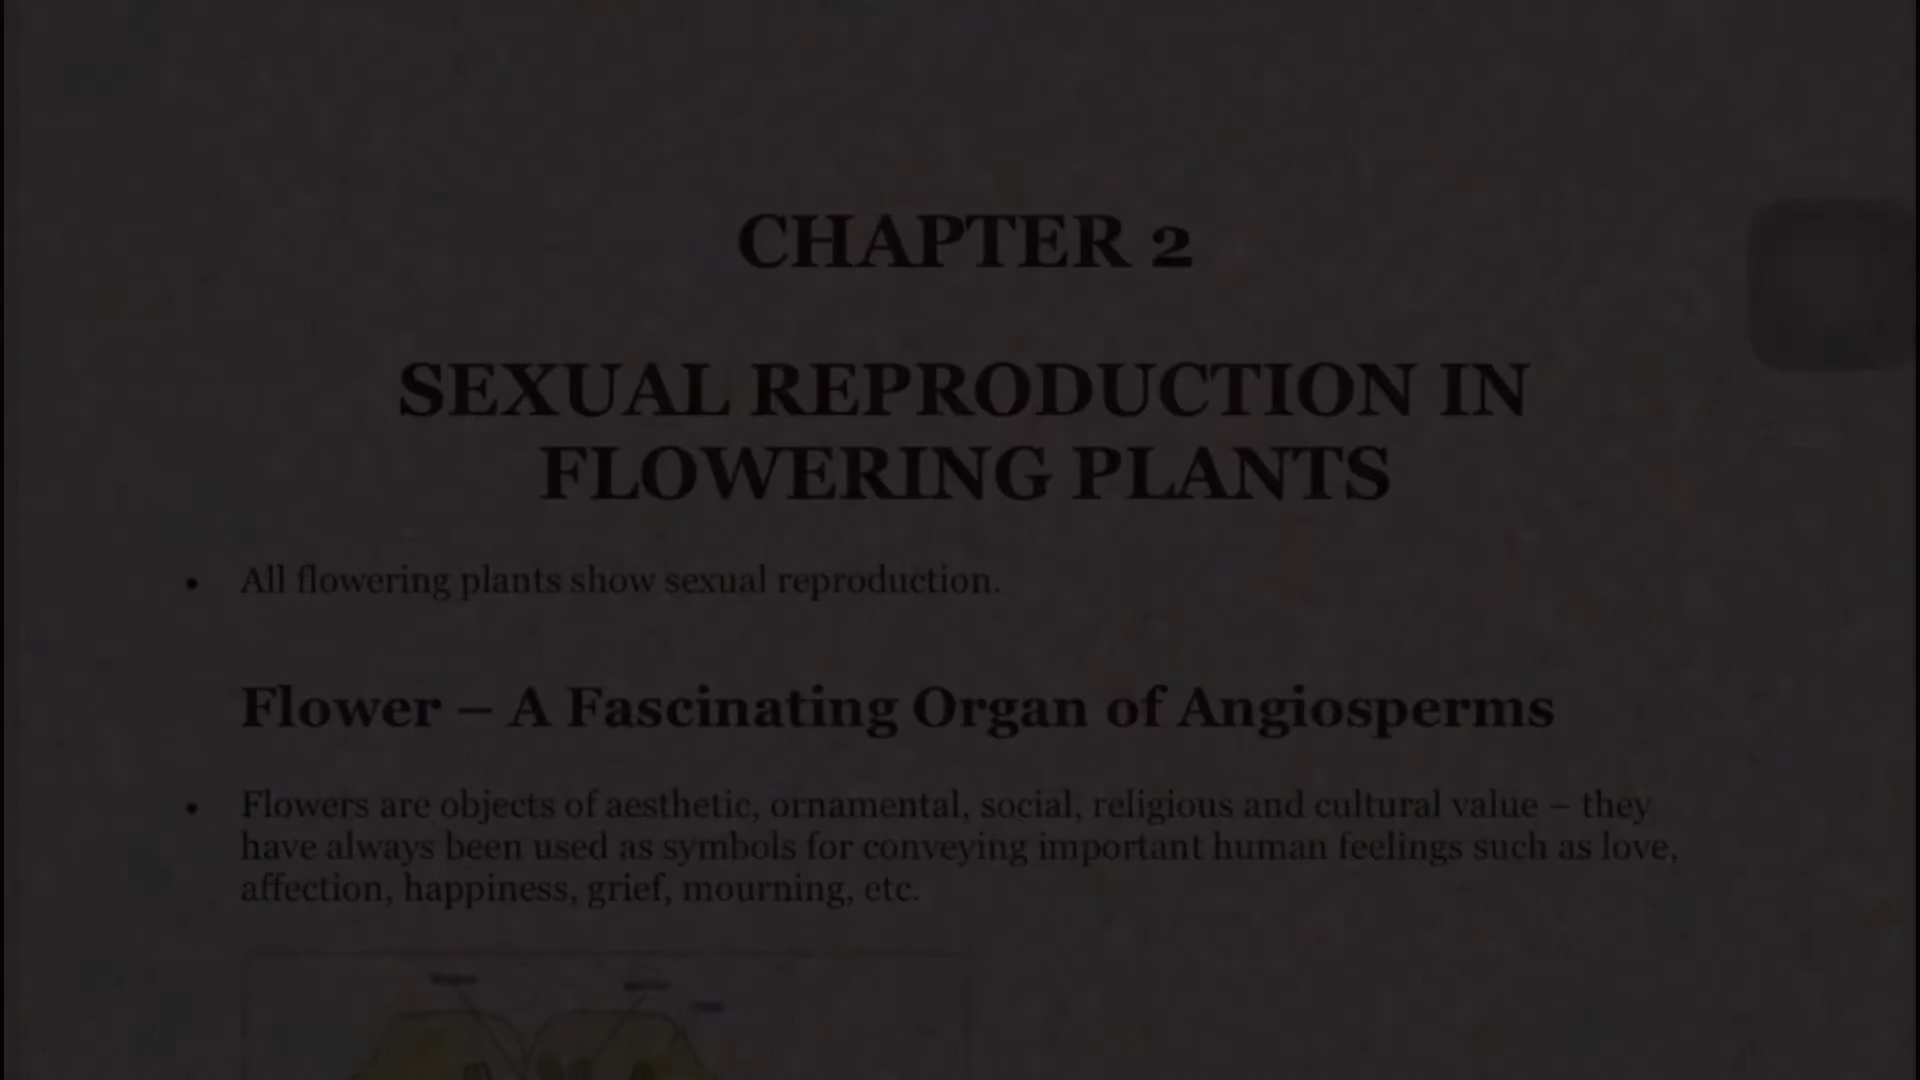 CHAPTER 2
SEXUAL REPRODUCTION IN
FLOWERING PLANTS
• All flowering plants show sexual reproduction.
Flower – A Fascinating Organ of Angiosperms
• Flowers are objects of aesthetic, ornamental, social, religious and cultural value – they
have always been used as symbols for conveying important human feelings such as love,
affection, happiness, grief, mourning, etc.